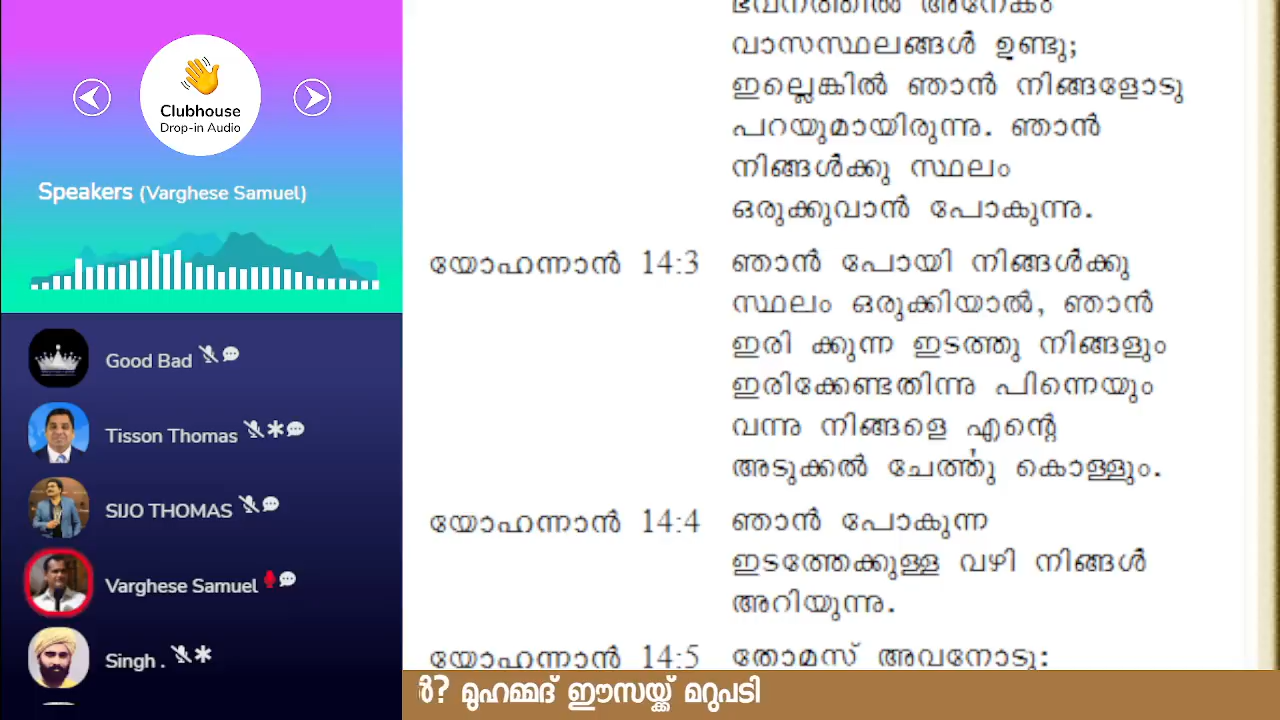 Clubhouse
Drop-in Audio
Speakers (Varghese Samuel)
Good Bad
Tisson Thomas
SIJO THOMAS
Varghese Samuel
Singh .
ഭവനത്തിൽ അനേകം
വാസസ്ഥലങ്ങൾ ഉണ്ടു;
ഇല്ലെങ്കിൽ ഞാൻ നിങ്ങളോടു
പറയുമായിരുന്നു. ഞാൻ
നിങ്ങൾക്കു സ്ഥലം
ഒരുക്കുവാൻ പോകുന്നു.
യോഹന്നാൻ 14:3 ഞാൻ പോയി നിങ്ങൾക്കു
സ്ഥലം ഒരുക്കിയാൽ, ഞാൻ
ഇരി ക്കുന്ന ഇടത്തു നിങ്ങളും
ഇരിക്കേണ്ടതിന്നു പിന്നെയും
വന്നു നിങ്ങളെ എന്റെ
അടുക്കൽ ചേൎത്തു കൊള്ളും.
യോഹന്നാൻ 14:4 ഞാൻ പോകുന്ന
ഇടത്തേക്കുള്ള വഴി നിങ്ങൾ
അറിയുന്നു.
യോഹന്നാൻ 14:5 തോമസ് അവനോടു:
ൽ? മുഹമ്മദ് ഈസയ്ക്ക് മറുപടി